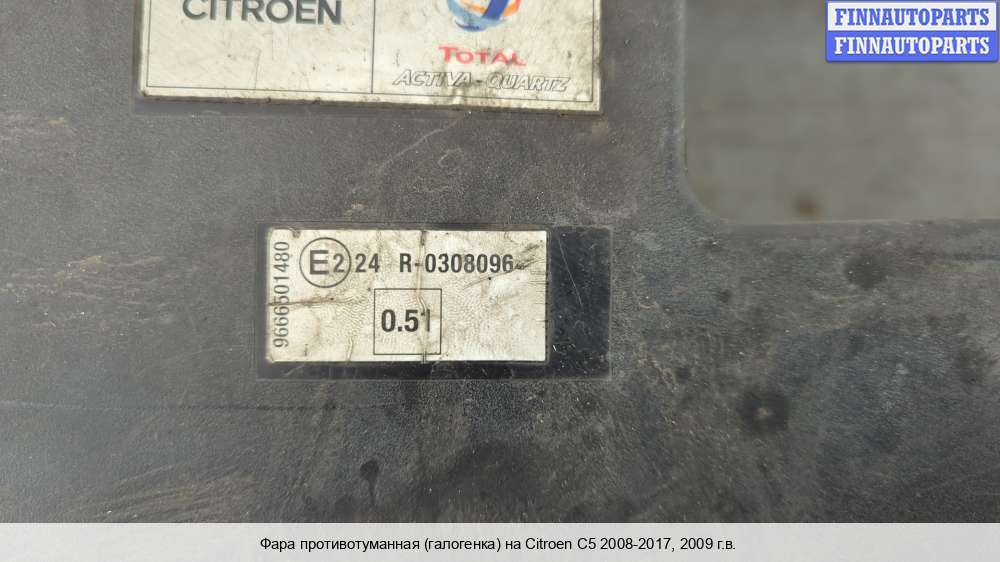 CITROËN
TOTAL
ACTIVA - QUARTZ
FINNAUTOPARTS
FINNAUTOPARTS
9666501480
E2 24 R-0308096
0.51
Фара противотуманная (галогенка) на Citroen C5 2008-2017, 2009 г.в.